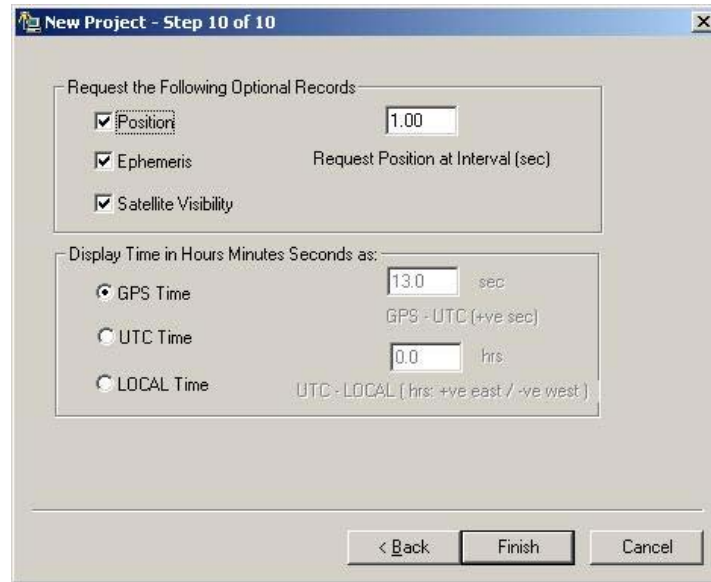 New Project - Step 10 of 10
Request the Following Optional Records
Position
1.00
Ephemeris
Request Position at Interval (sec)
Satellite Visibility
Display Time in Hours Minutes Seconds as:
GPS Time
13.0 sec
GPS - UTC (+ve sec)
UTC Time
0.0 hrs
LOCAL Time
UTC - LOCAL ( hrs: +ve east / -ve west )
< Back
Finish
Cancel